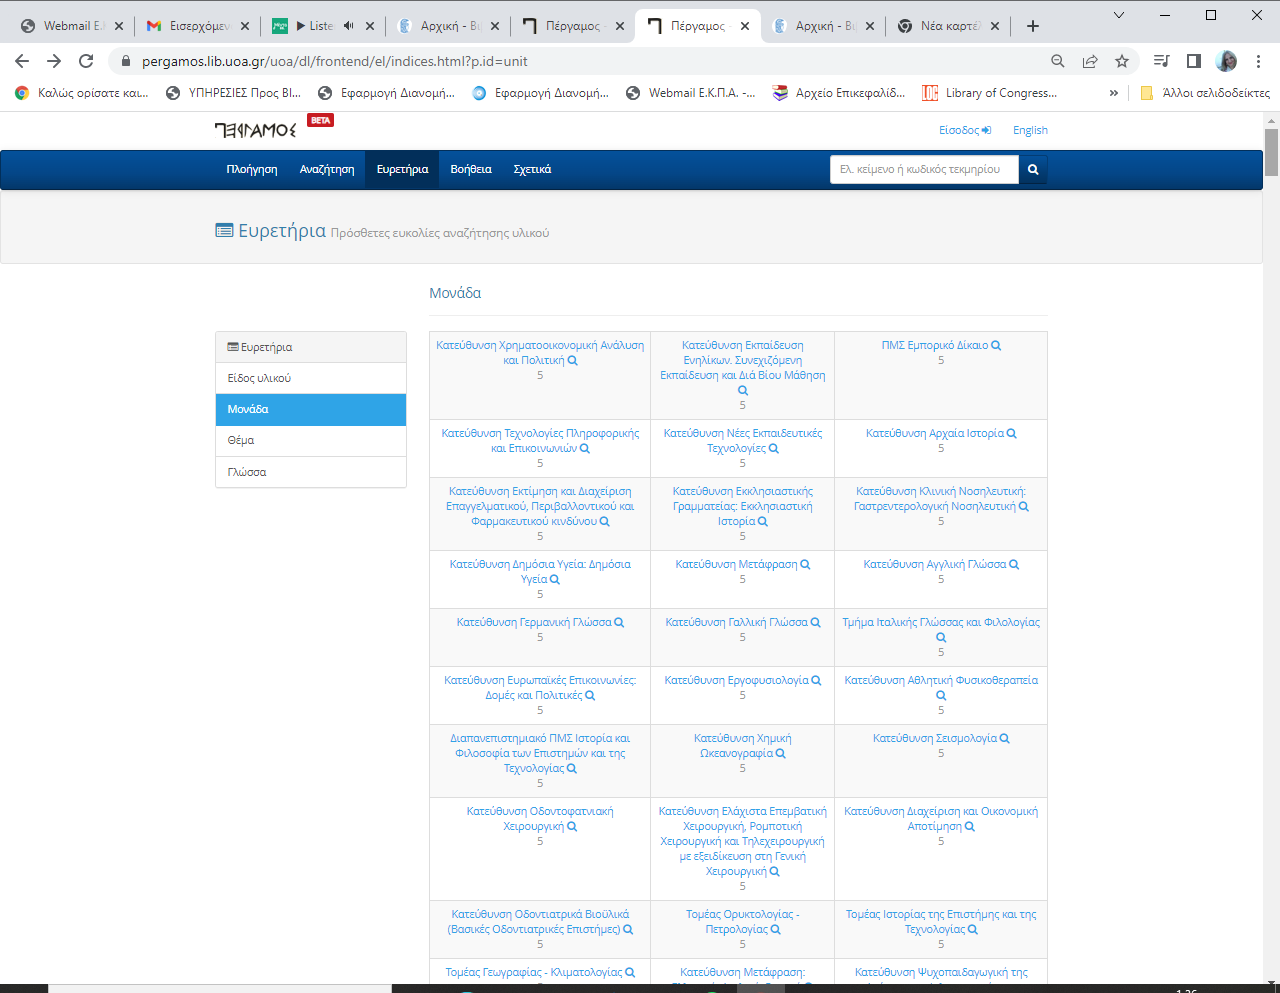 Webmail Ε.Κ
Εισερχόμεν
Liste
Αρχική - Βι
Πέργαμος -
Πέργαμος -
Αρχική - Βι
Νέα καρτέλ
pergamos.lib.uoa.gr/uoa/dl/frontend/el/indices.html?p.id=unit
Καλώς ορίσατε και...
ΥΠΗΡΕΣΙΕΣ Προς ΒΙ...
Εφαρμογή Διανομή...
Εφαρμογή Διανομή...
Webmail Ε.Κ.Π.Α. -...
Αρχείο Επικεφαλίδ...
Library of Congress...
»
Άλλοι σελιδοδείκτες
ΠΕΡΓΑΜΟΣ BETA
Είσοδος English
Πλοήγηση Αναζήτηση Ευρετήρια Βοήθεια Σχετικά
Ελ. κείμενο ή κωδικός τεκμηρίου
Ευρετήρια Πρόσθετες ευκολίες αναζήτησης υλικού
Μονάδα
Ευρετήρια
Είδος υλικού
Μονάδα
Θέμα
Γλώσσα
Κατεύθυνση Χρηματοοικονομική Ανάλυση
και Πολιτική
5
Κατεύθυνση Εκπαίδευση
Ενηλίκων. Συνεχιζόμενη
Εκπαίδευση και Διά Βίου Μάθηση
5
ΠΜΣ Εμπορικό Δίκαιο
5
Κατεύθυνση Τεχνολογίες Πληροφορικής
και Επικοινωνιών
5
Κατεύθυνση Νέες Εκπαιδευτικές
Τεχνολογίες
5
Κατεύθυνση Αρχαία Ιστορία
5
Κατεύθυνση Εκτίμηση και Διαχείριση
Επαγγελματικού, Περιβαλλοντικού και
Φαρμακευτικού κινδύνου
5
Κατεύθυνση Εκκλησιαστικής
Γραμματείας: Εκκλησιαστική
Ιστορία
5
Κατεύθυνση Κλινική Νοσηλευτική:
Γαστρεντερολογική Νοσηλευτική
5
Κατεύθυνση Δημόσια Υγεία: Δημόσια
Υγεία
5
Κατεύθυνση Μετάφραση
5
Κατεύθυνση Αγγλική Γλώσσα
5
Κατεύθυνση Γερμανική Γλώσσα
5
Κατεύθυνση Γαλλική Γλώσσα
5
Τμήμα Ιταλικής Γλώσσας και Φιλολογίας
5
Κατεύθυνση Ευρωπαϊκές Επικοινωνίες:
Δομές και Πολιτικές
5
Κατεύθυνση Εργοφυσιολογία
5
Κατεύθυνση Αθλητική Φυσικοθεραπεία
5
Διαπανεπιστημιακό ΠΜΣ Ιστορία και
Φιλοσοφία των Επιστημών και της
Τεχνολογίας
5
Κατεύθυνση Χημική
Ωκεανογραφία
5
Κατεύθυνση Σεισμολογία
5
Κατεύθυνση Οδοντοφατνιακή
Χειρουργική
5
Κατεύθυνση Ελάχιστα Επεμβατική
Χειρουργική, Ρομποτική
Χειρουργική και Τηλεχειρουργική
με εξειδίκευση στη Γενική
Χειρουργική
5
Κατεύθυνση Διαχείριση και Οικονομική
Αποτίμηση
5
Κατεύθυνση Οδοντιατρικά Βιοϋλικά
(Βασικές Οδοντιατρικές Επιστήμες)
5
Τομέας Ορυκτολογίας -
Πετρολογίας
5
Τομέας Ιστορίας της Επιστήμης και της
Τεχνολογίας
5
Τομέας Γεωγραφίας - Κλιματολογίας
Κατεύθυνση Μετάφραση:
Κατεύθυνση Ψυχοπαιδαγωγική της